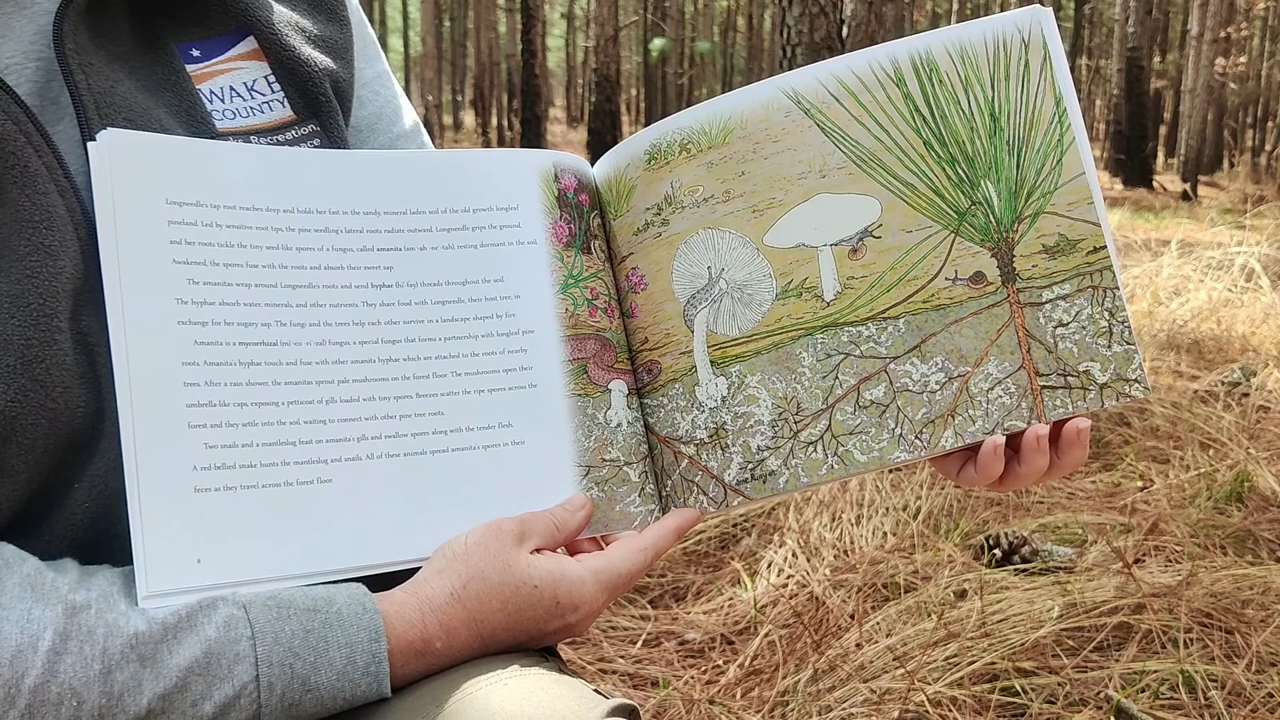 WAKE
COUNTY
Recreation,
Longneedle's tap root reaches deep and holds her fast in the sandy, mineral laden soil of the old growth longleaf
pineland. Led by sensitive root tips, the pine seedling's lateral roots radiate outward. Longneedle grips the ground,
and her roots tickle the tiny seed-like spores of a fungus, called amanita (am´-ah -ne´-tah), resting dormant in the soil.
Awakened, the spores fuse with the roots and absorb their sweet sap.
The amanitas wrap around Longneedle's roots and send hyphae (hi´-fay) threads throughout the soil.
The hyphae absorb water, minerals, and other nutrients. They share food with Longneedle, their host tree, in
exchange for her sugary sap. The fungi and the trees help each other survive in a landscape shaped by fire.
Amanita is a mycorrhizal fungus, a special fungus that forms a partnership with longleaf pine
roots. Amanita's hyphae touch and fuse with other amanita hyphae which are attached to the roots of nearby
trees. After a rain shower, the amanitas sprout pale mushrooms on the forest floor. The mushrooms open their
umbrella-like caps, exposing a petticoat of gills loaded with tiny spores. Breezes scatter the ripe spores across the
forest and they settle into the soil, waiting to connect with other pine tree roots.
Two snails and a mantleslug feast on amanita's gills and swallow spores along with the tender flesh.
A red-bellied snake hunts the mantleslug and snails. All of these animals spread amanita's spores in their
feces as they travel across the forest floor.
8